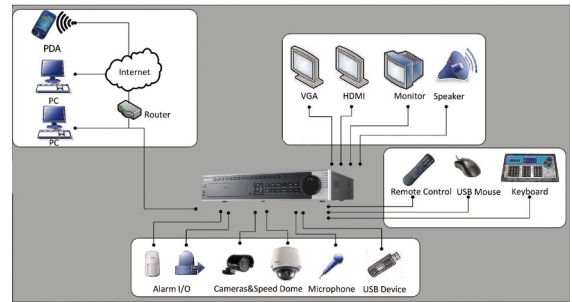 PDA
Internet
PC
Router
PC
VGA HDMI Monitor Speaker
Remote Control USB Mouse Keyboard
Alarm I/O Cameras&Speed Dome Microphone USB Device